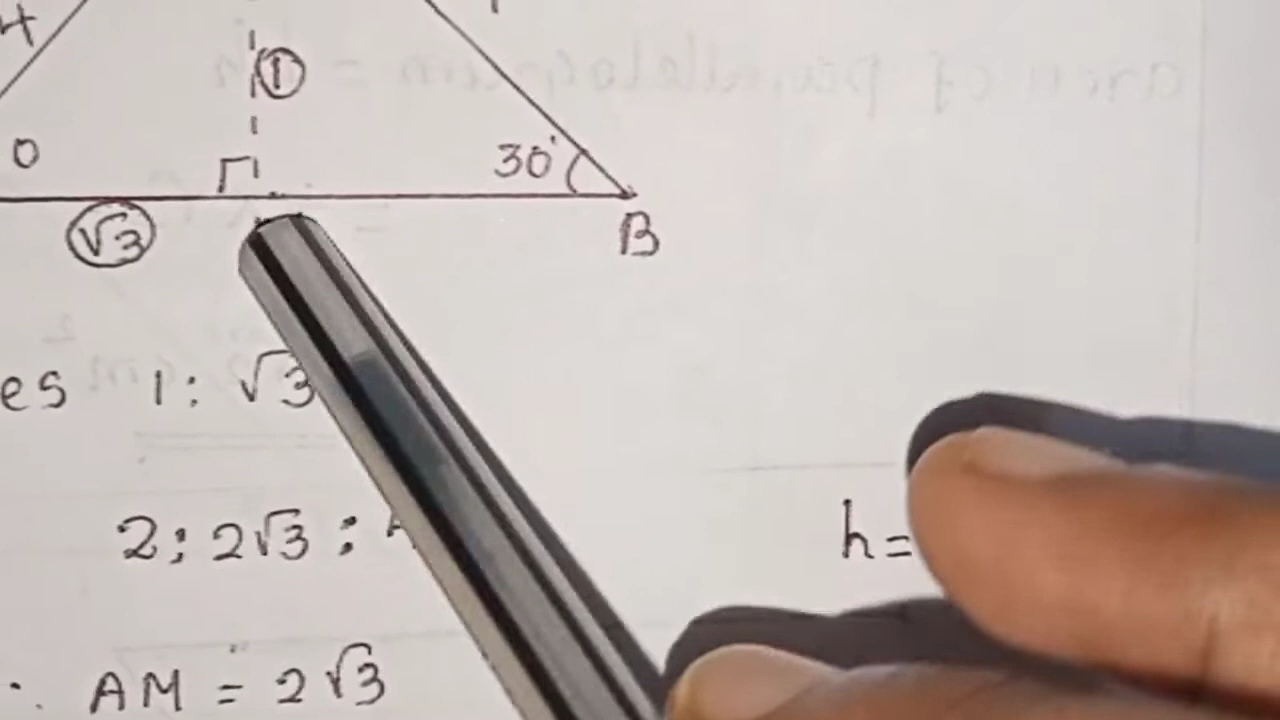 4
①
0
30°
√3
B
es 1 : √3
2 : 2√3 :
h =
∴ AM = 2√3